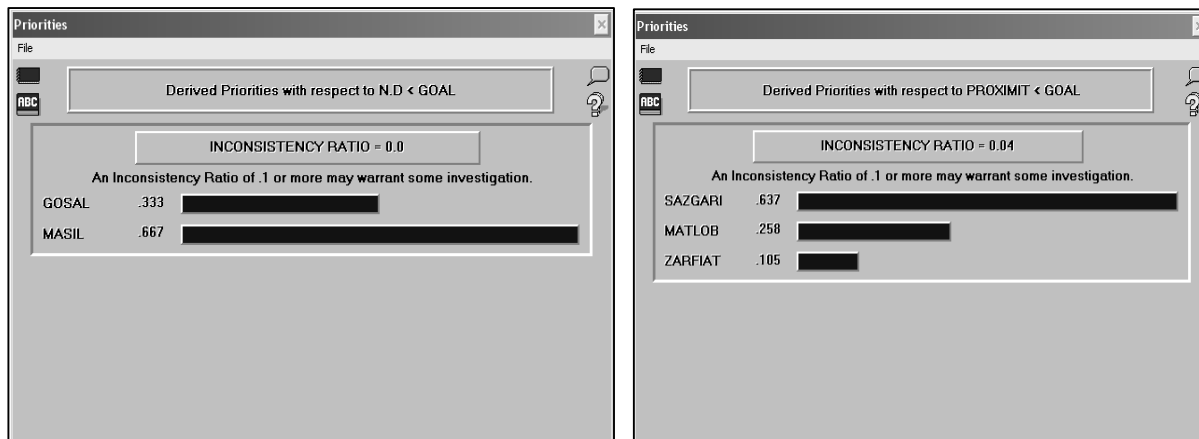 Priorities
File
ABC
Derived Priorities with respect to N.D < GOAL
INCONSISTENCY RATIO = 0.0
An Inconsistency Ratio of .1 or more may warrant some investigation.
GOSAL .333
MASIL .667
Priorities
File
ABC
Derived Priorities with respect to PROXIMIT < GOAL
INCONSISTENCY RATIO = 0.04
An Inconsistency Ratio of .1 or more may warrant some investigation.
SAZGARI .637
MATLOB .258
ZARFIAT .105